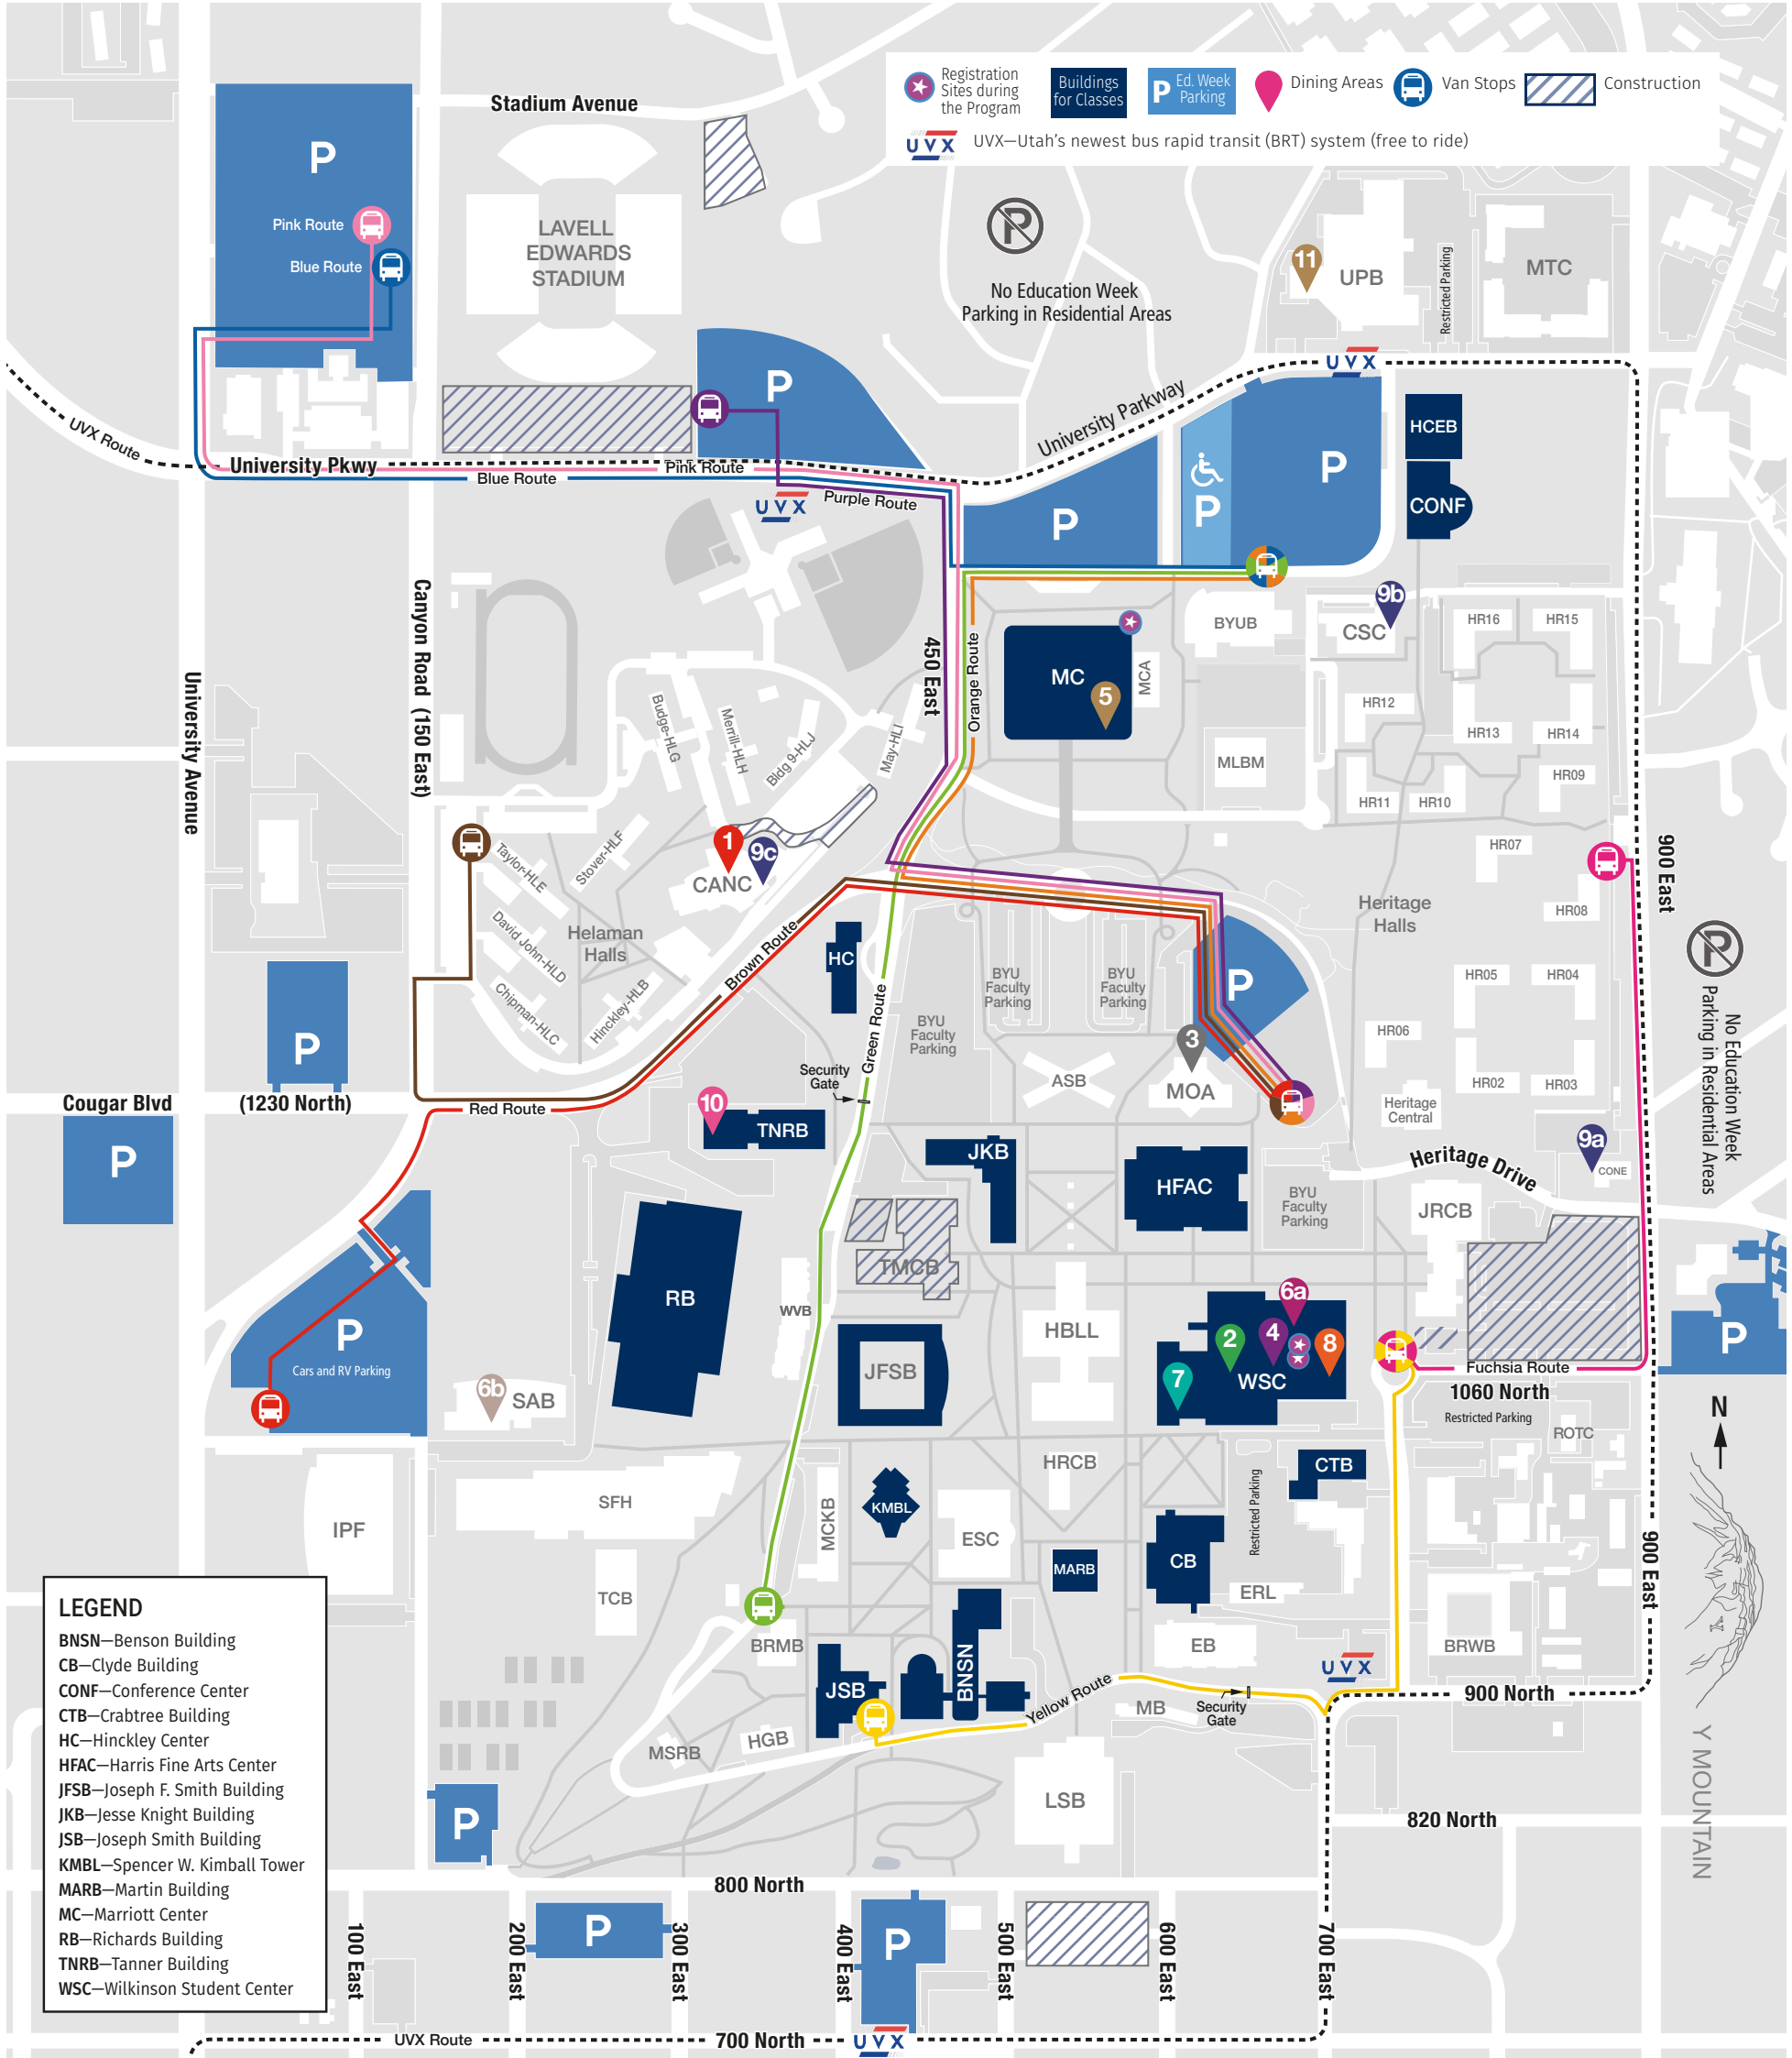 Registration
Sites during
the Program
Buildings
for Classes
P Ed. Week
Parking
Dining Areas
Van Stops
Construction
UVX
UVX—Utah's newest bus rapid transit (BRT) system (free to ride)
Stadium Avenue
P
Pink Route
Blue Route
LAVELL
EDWARDS
STADIUM
P
No Education Week
Parking in Residential Areas
11
UPB
Restricted Parking
MTC
UVX
P
UVX Route
University Pkwy
Pink Route
Blue Route
Purple Route
UVX
University Parkway
P
P
P
HCEB
CONF
Canyon Road (150 East)
University Avenue
450 East
Orange Route
MC
5
MCA
BYUB
MLBM
9b
CSC
HR16
HR15
HR12
HR13
HR14
HR09
HR11
HR10
HR07
HR08
900 East
Budge-HLG
Merrill-HLH
Bldg 9-HLJ
May-HLI
1
9c
CANC
Taylor-HLE
Stover-HLF
David John-HLD
Helaman
Halls
Chipman-HLC
Hinckley-HLB
Brown Route
HC
Green Route
BYU
Faculty
Parking
BYU
Faculty
Parking
BYU
Faculty
Parking
P
Heritage
Halls
HR05
HR04
HR06
HR02
HR03
P
No Education Week
Parking in Residential Areas
P
Cougar Blvd
(1230 North)
Red Route
P
Security
Gate
10
TNRB
ASB
3
MOA
Heritage
Central
9a
CONE
Heritage Drive
JKB
HFAC
BYU
Faculty
Parking
JRCB
RB
TMCB
WVB
P
Cars and RV Parking
6b
SAB
JFSB
HBLL
6a
2
4
8
7
WSC
Fuchsia Route
1060 North
Restricted Parking
P
ROTC
N
SFH
IPF
MCKB
KMBL
HRCB
ESC
MARB
CTB
Restricted Parking
CB
ERL
TCB
BRMB
JSB
BNSN
EB
UVX
BRWB
900 East
Yellow Route
MB
Security
Gate
900 North
MSRB
HGB
LSB
Y
Y MOUNTAIN
820 North
P
800 North
P
P
100 East
200 East
300 East
400 East
500 East
600 East
700 East
UVX Route
700 North
UVX
LEGEND
BNSN—Benson Building
CB—Clyde Building
CONF—Conference Center
CTB—Crabtree Building
HC—Hinckley Center
HFAC—Harris Fine Arts Center
JFSB—Joseph F. Smith Building
JKB—Jesse Knight Building
JSB—Joseph Smith Building
KMBL—Spencer W. Kimball Tower
MARB—Martin Building
MC—Marriott Center
RB—Richards Building
TNRB—Tanner Building
WSC—Wilkinson Student Center